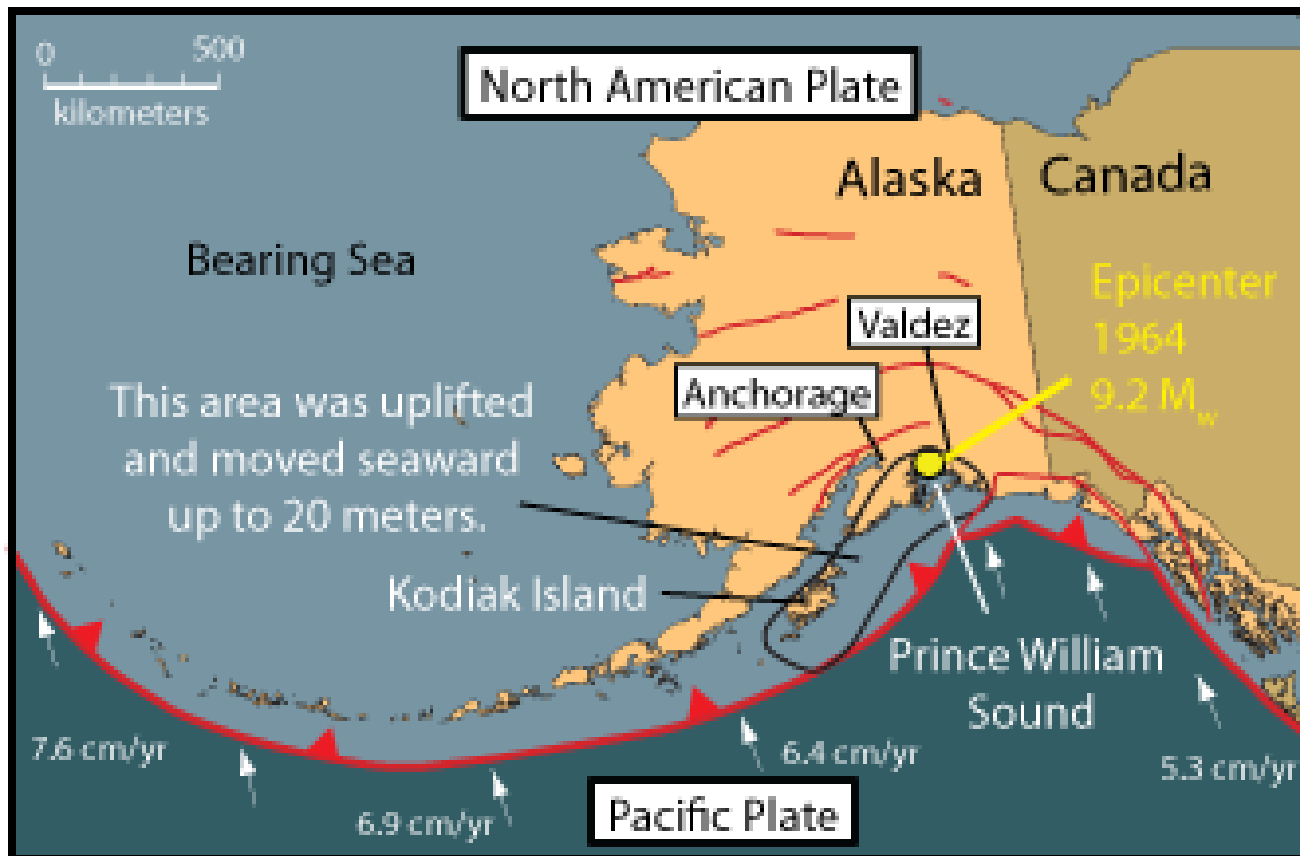 0 500
kilometers
North American Plate
Alaska
Canada
Bearing Sea
Epicenter
1964
9.2 Mw
Valdez
Anchorage
This area was uplifted
and moved seaward
up to 20 meters.
Kodiak Island
Prince William
Sound
7.6 cm/yr
6.9 cm/yr
6.4 cm/yr
5.3 cm/yr
Pacific Plate